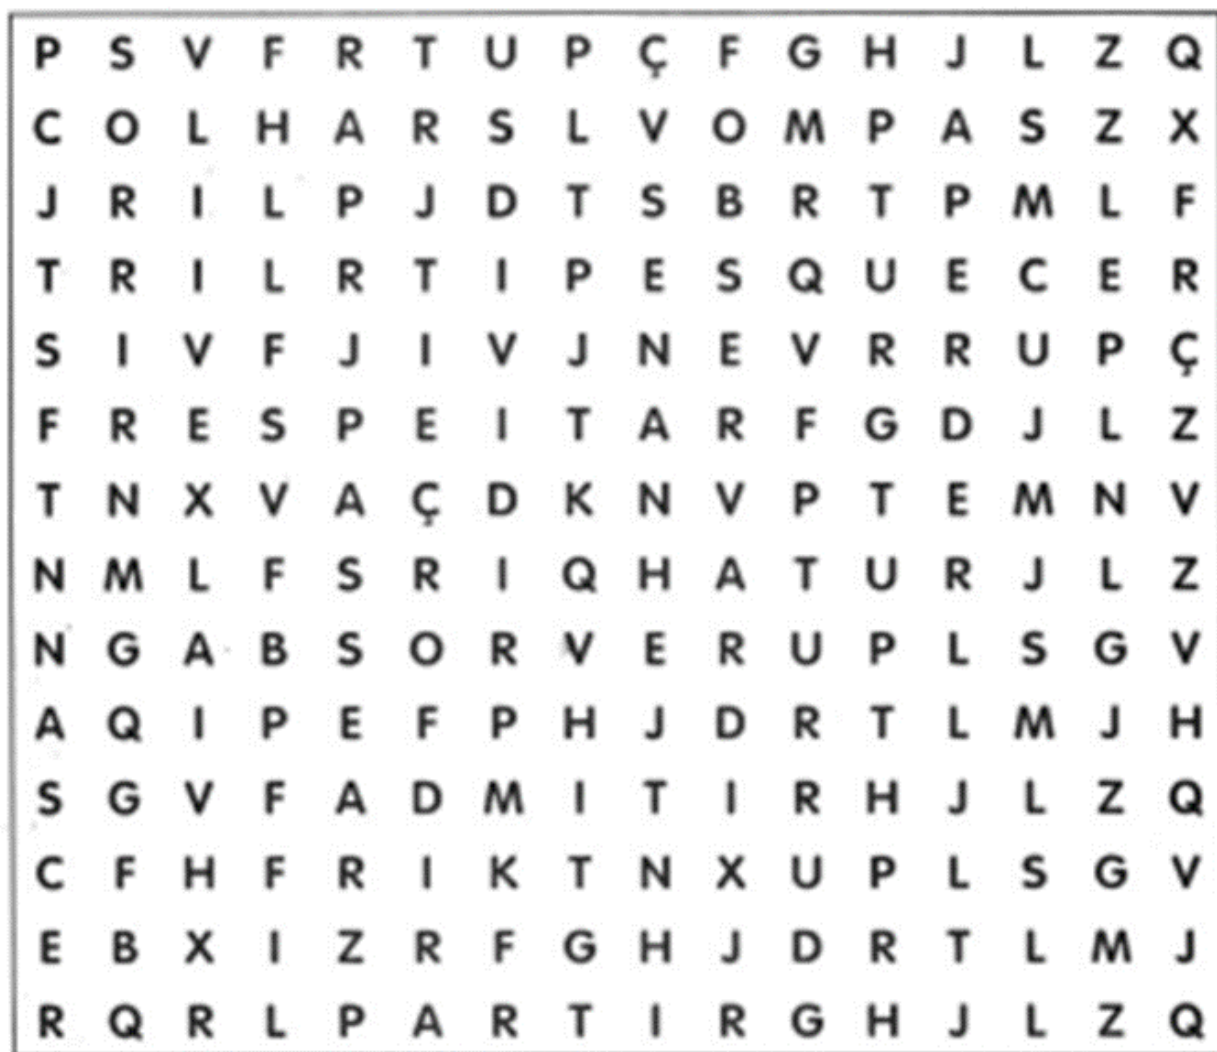 P S V F R T U P Ç F G H J L Z Q
C O L H A R S L V O M P A S Z X
J R I L P J D T S B R T P M L F
T R I L R T I P E S Q U E C E R
S I V F J I V J N E V R R U P Ç
F R E S P E I T A R F G D J L Z
T N X V A Ç D K N V P T E M N V
N M L F S R I Q H A T U R J L Z
N G A B S O R V E R U P L S G V
A Q I P E F P H J D R T L M J H
S G V F A D M I T I R H J L Z Q
C F H F R I K T N X U P L S G V
E B X I Z R F G H J D R T L M J
R Q R L P A R T I R G H J L Z Q